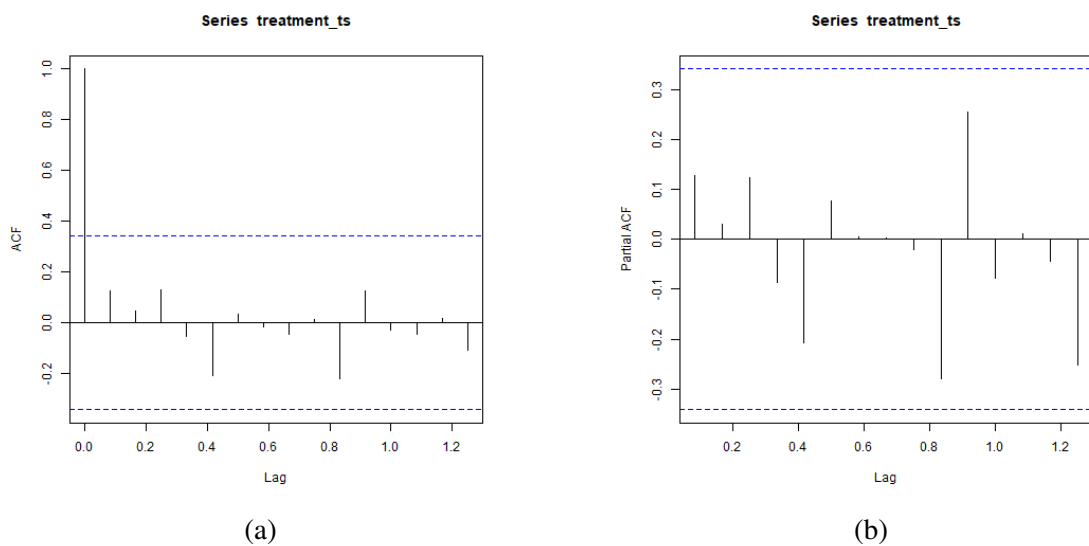 Series treatment_ts
ACF
1.0
0.8
0.6
0.4
0.2
0.0
-0.2
0.0 0.2 0.4 0.6 0.8 1.0 1.2
Lag
(a)
Series treatment_ts
Partial ACF
0.3
0.2
0.1
0.0
-0.1
-0.2
-0.3
0.2 0.4 0.6 0.8 1.0 1.2
Lag
(b)